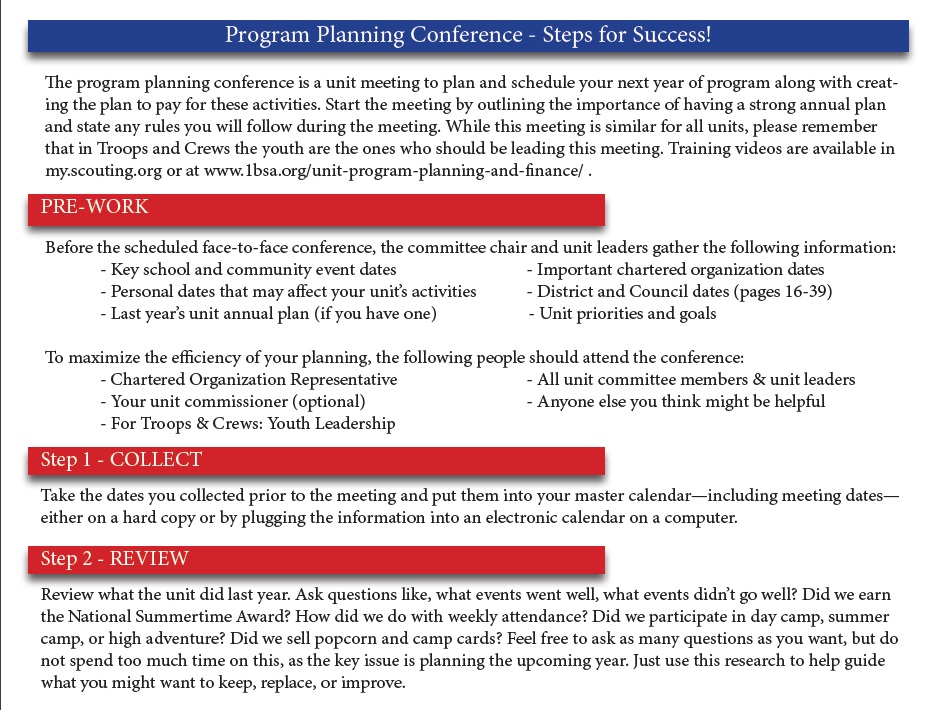 Program Planning Conference - Steps for Success!
The program planning conference is a unit meeting to plan and schedule your next year of program along with creat-
ing the plan to pay for these activities. Start the meeting by outlining the importance of having a strong annual plan
and state any rules you will follow during the meeting. While this meeting is similar for all units, please remember
that in Troops and Crews the youth are the ones who should be leading this meeting. Training videos are available in
my.scouting.org or at www.1bsa.org/unit-program-planning-and-finance/ .
PRE-WORK
Before the scheduled face-to-face conference, the committee chair and unit leaders gather the following information:
- Key school and community event dates - Important chartered organization dates
- Personal dates that may affect your unit's activities - District and Council dates (pages 16-39)
- Last year's unit annual plan (if you have one) - Unit priorities and goals
To maximize the efficiency of your planning, the following people should attend the conference:
- Chartered Organization Representative - All unit committee members & unit leaders
- Your unit commissioner (optional) - Anyone else you think might be helpful
- For Troops & Crews: Youth Leadership
Step 1 - COLLECT
Take the dates you collected prior to the meeting and put them into your master calendar—including meeting dates—
either on a hard copy or by plugging the information into an electronic calendar on a computer.
Step 2 - REVIEW
Review what the unit did last year. Ask questions like, what events went well, what events didn't go well? Did we earn
the National Summertime Award? How did we do with weekly attendance? Did we participate in day camp, summer
camp, or high adventure? Did we sell popcorn and camp cards? Feel free to ask as many questions as you want, but do
not spend too much time on this, as the key issue is planning the upcoming year. Just use this research to help guide
what you might want to keep, replace, or improve.